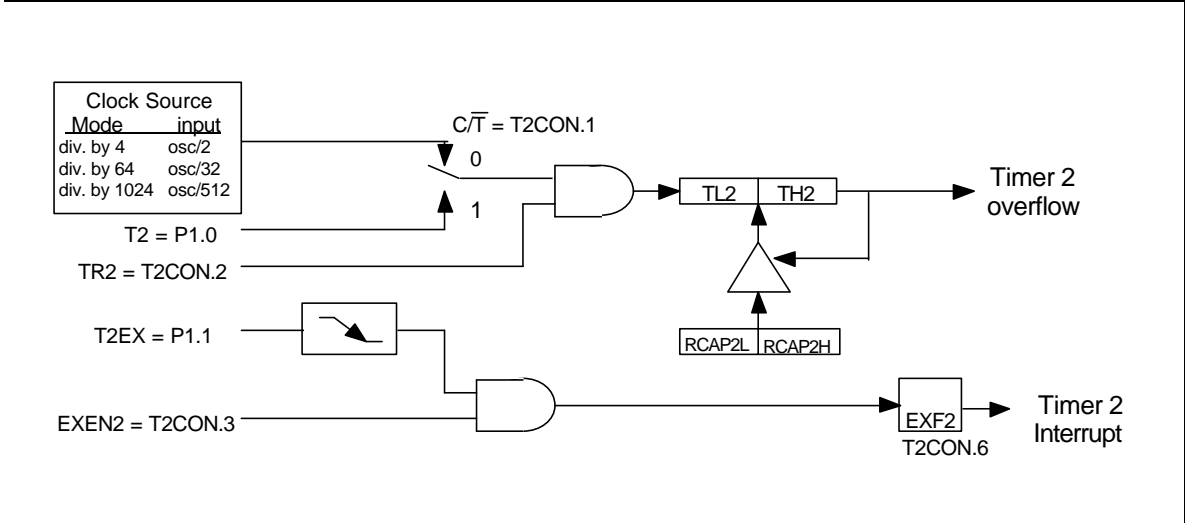 Clock Source
Mode input
div. by 4 osc/2
div. by 64 osc/32
div. by 1024 osc/512
C/T̅ = T2CON.1
0
1
T2 = P1.0
TR2 = T2CON.2
TL2 TH2
Timer 2
overflow
T2EX = P1.1
RCAP2L RCAP2H
EXEN2 = T2CON.3
EXF2
T2CON.6
Timer 2
Interrupt